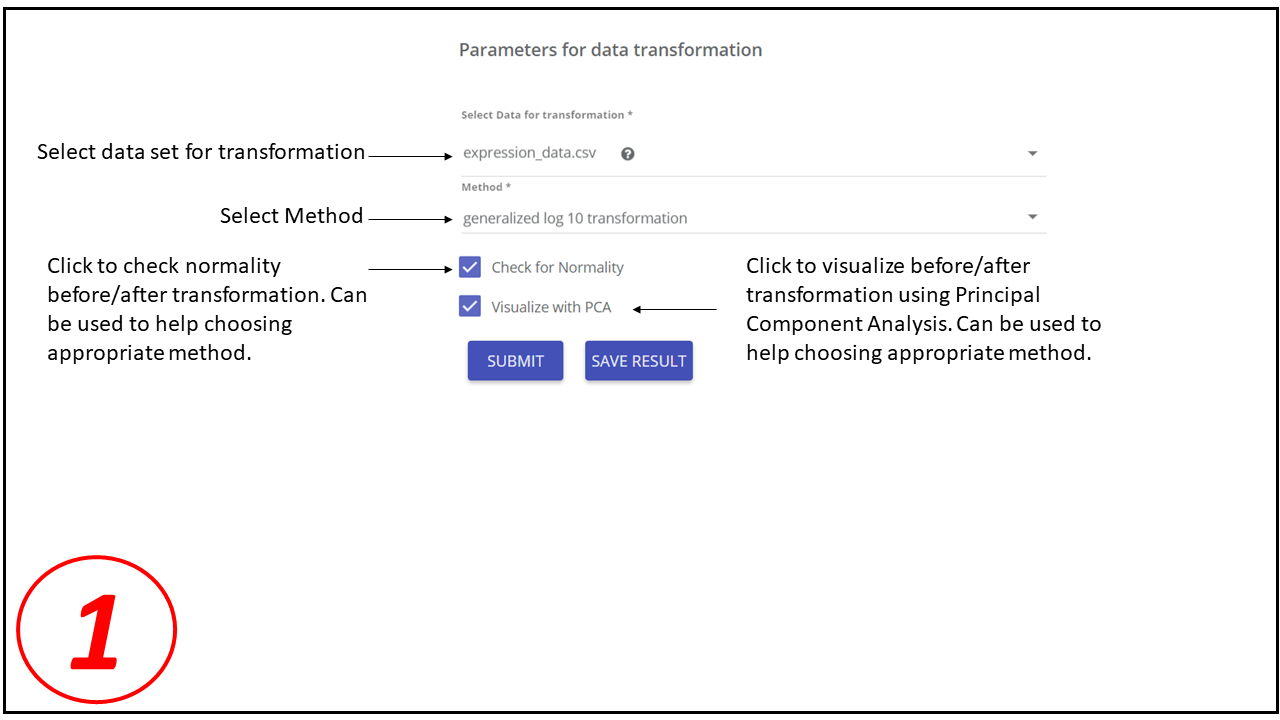 Parameters for data transformation
Select Data for transformation *
Select data set for transformation
expression_data.csv
?
Method *
Select Method
generalized log 10 transformation
Click to check normality
before/after transformation. Can
be used to help choosing
appropriate method.
Check for Normality
Visualize with PCA
Click to visualize before/after
transformation using Principal
Component Analysis. Can be used to
help choosing appropriate method.
SUBMIT
SAVE RESULT
1